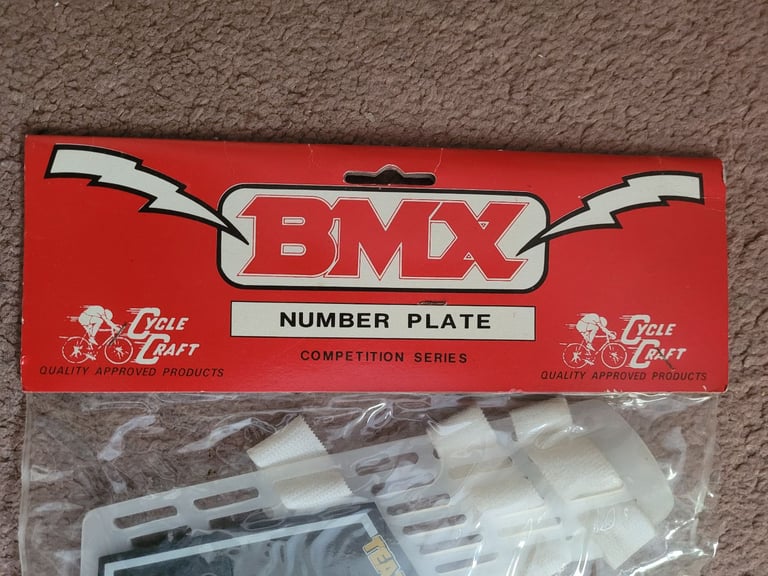 BMX
NUMBER PLATE
COMPETITION SERIES
CYCLE
CRAFT
QUALITY APPROVED PRODUCTS
CYCLE
CRAFT
QUALITY APPROVED PRODUCTS